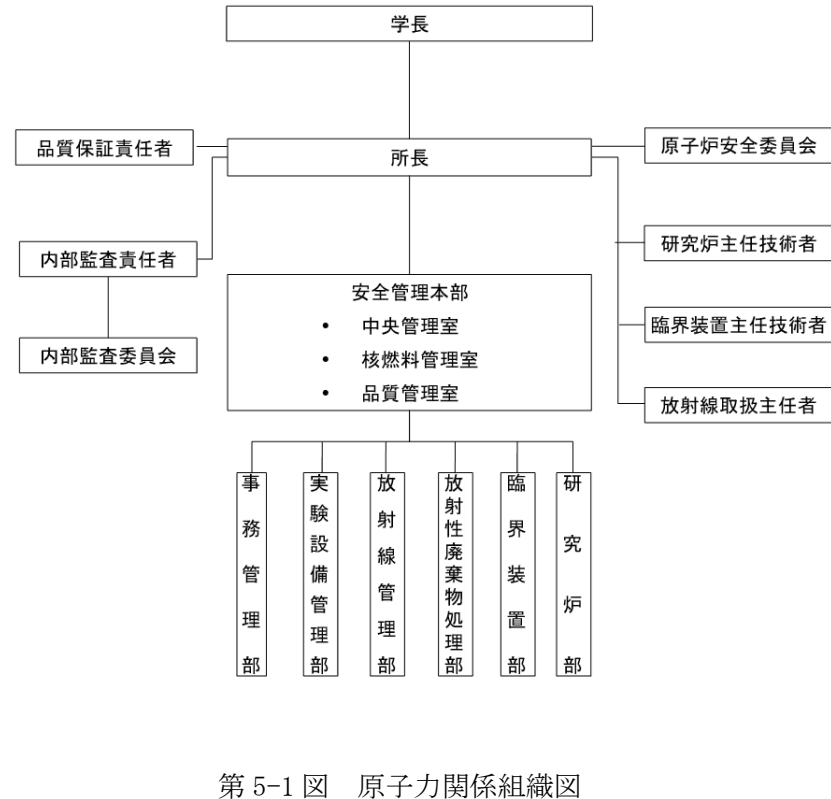 学長
品質保証責任者
所長
原子炉安全委員会
内部監査責任者
研究炉主任技術者
安全管理本部
• 中央管理室
• 核燃料管理室
• 品質管理室
臨界装置主任技術者
内部監査委員会
放射線取扱主任者
事務管理部
実験設備管理部
放射線管理部
放射性廃棄物処理部
臨界装置部
研究炉部
第 5-1 図　原子力関係組織図